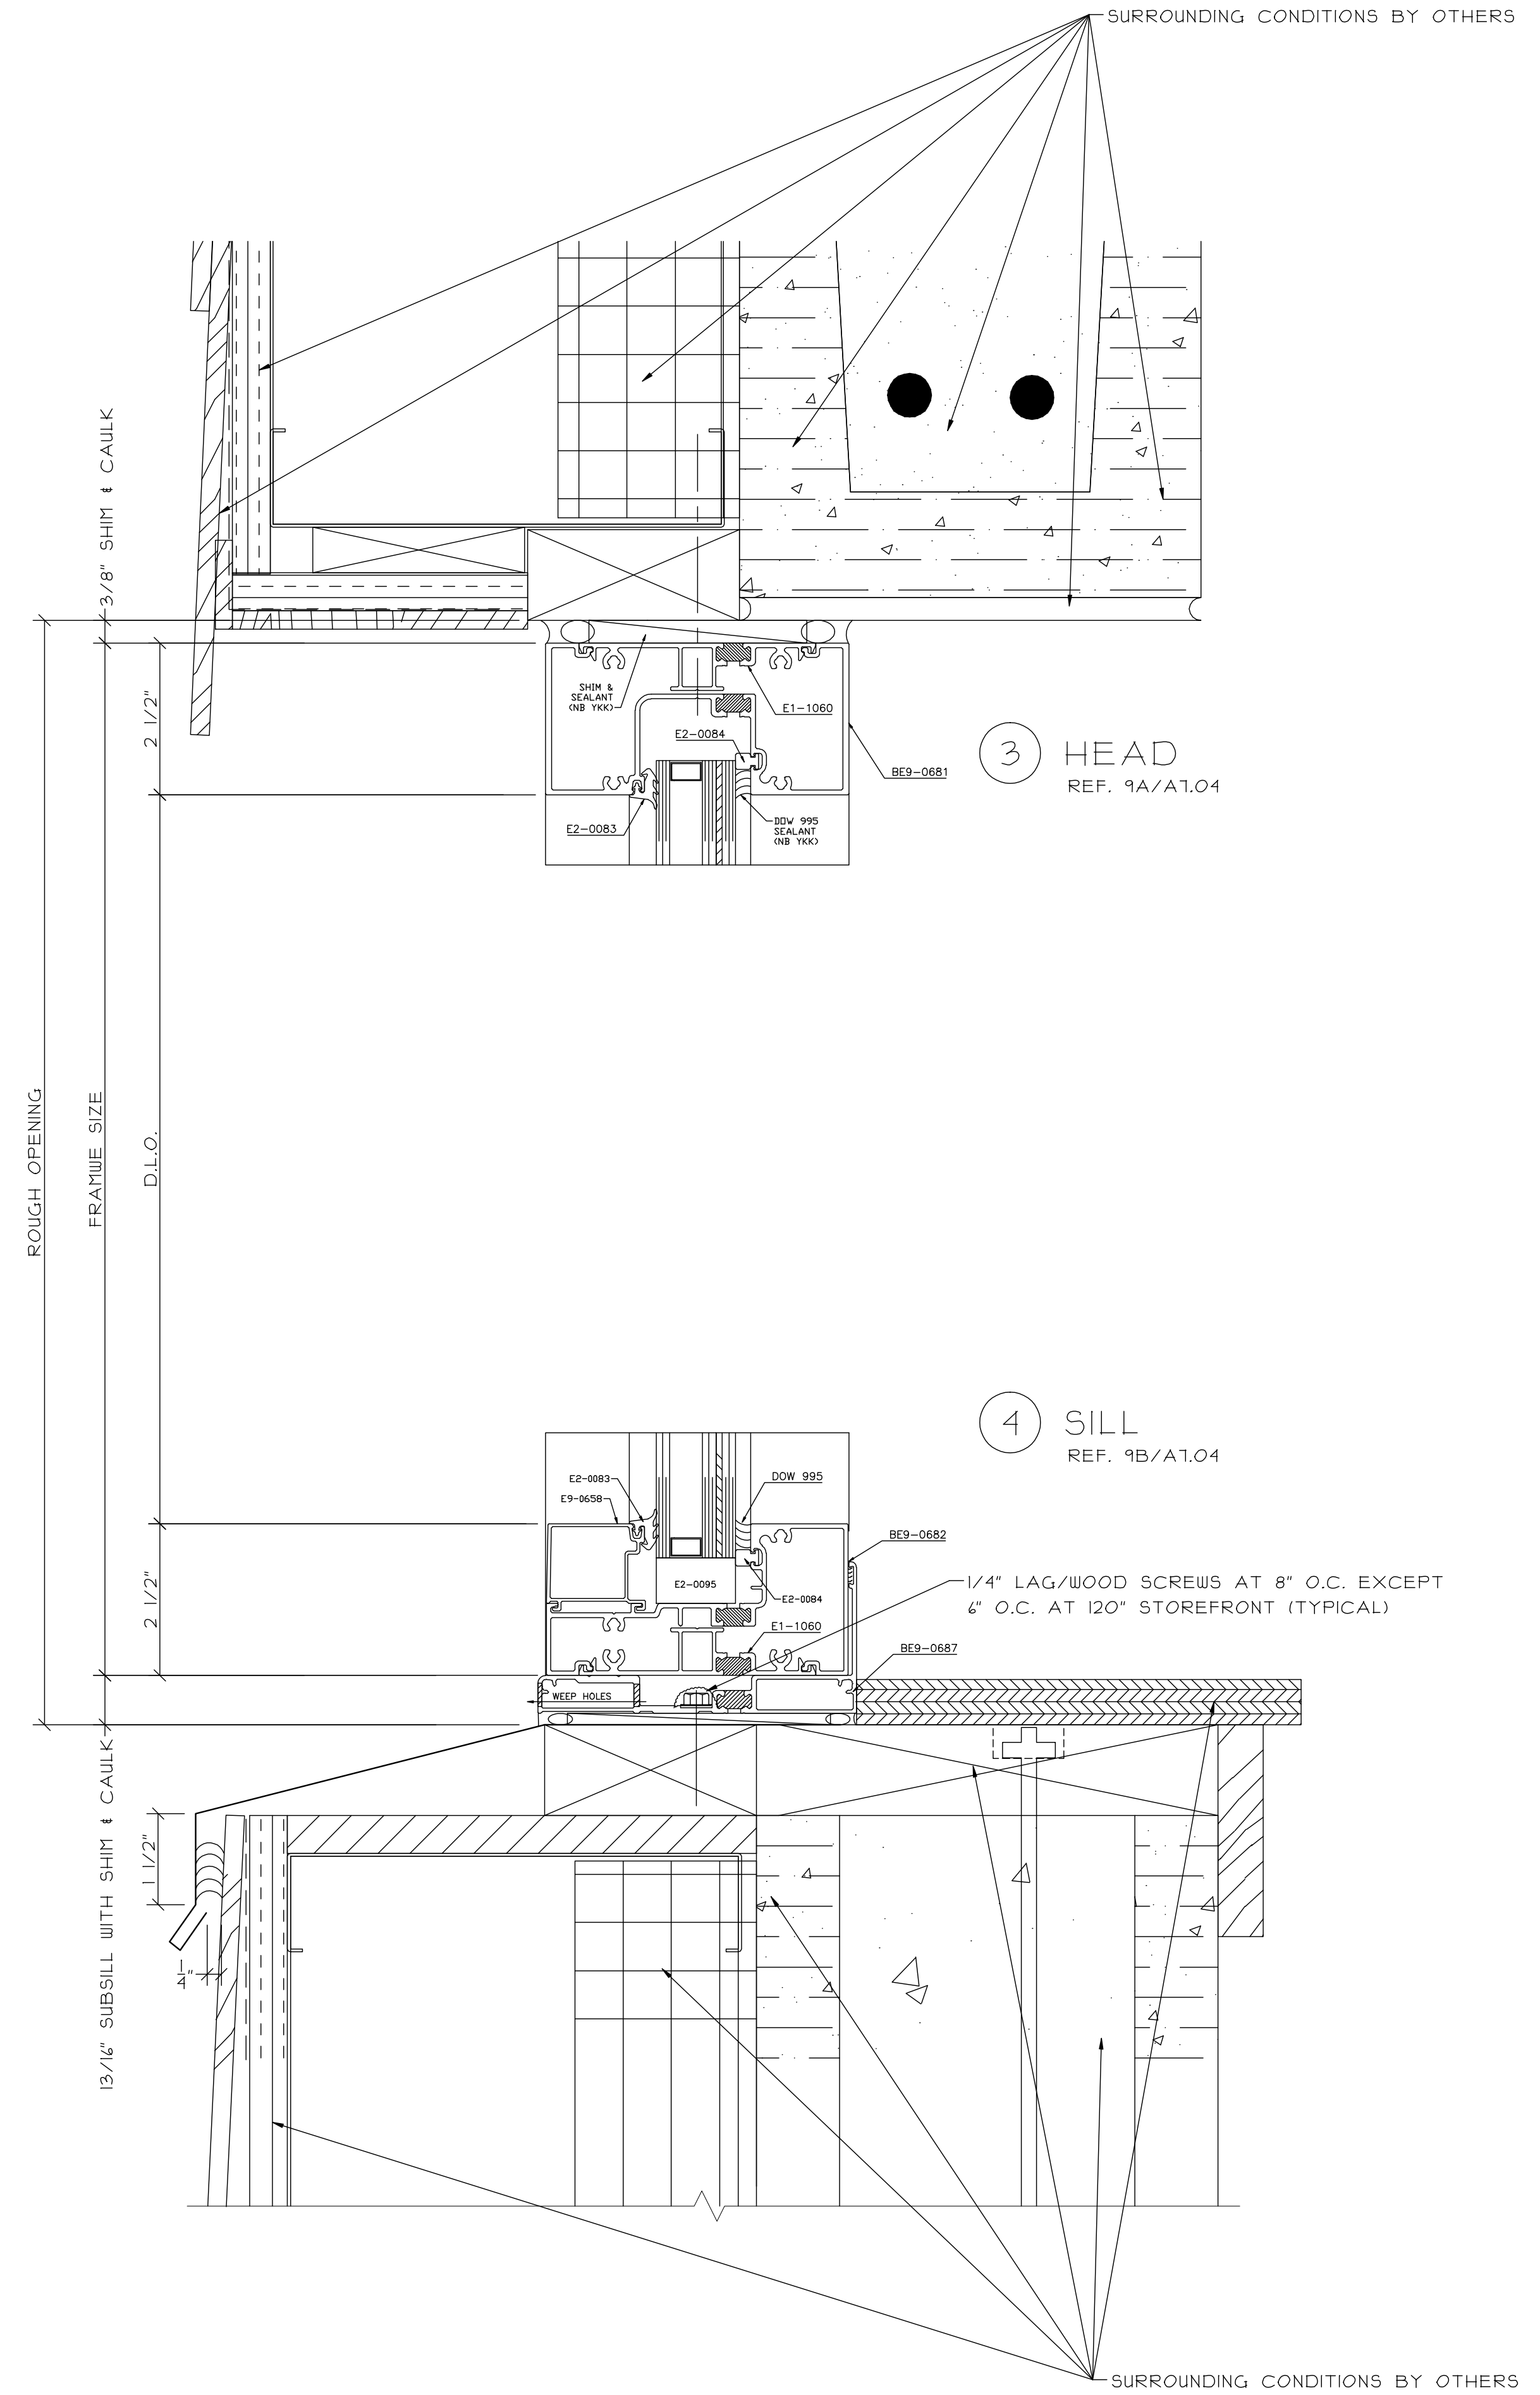 SURROUNDING CONDITIONS BY OTHERS
3/8" SHIM & CAULK
2 1/2"
SHIM &
SEALANT
(NB YKK)
E1-1060
E2-0084
BE9-0681
E2-0083
DOW 995
SEALANT
(NB YKK)
3 HEAD
REF. 9A/A7.04
ROUGH OPENING
FRAMWE SIZE
D.L.O.
4 SILL
REF. 9B/A7.04
E2-0083
DOW 995
E9-0658
BE9-0682
E2-0095
E2-0084
1/4" LAG/WOOD SCREWS AT 8" O.C. EXCEPT
6" O.C. AT 120" STOREFRONT (TYPICAL)
2 1/2"
E1-1060
BE9-0687
WEEP HOLES
13/16" SUBSILL WITH SHIM & CAULK
1 1/2"
1/4"
SURROUNDING CONDITIONS BY OTHERS